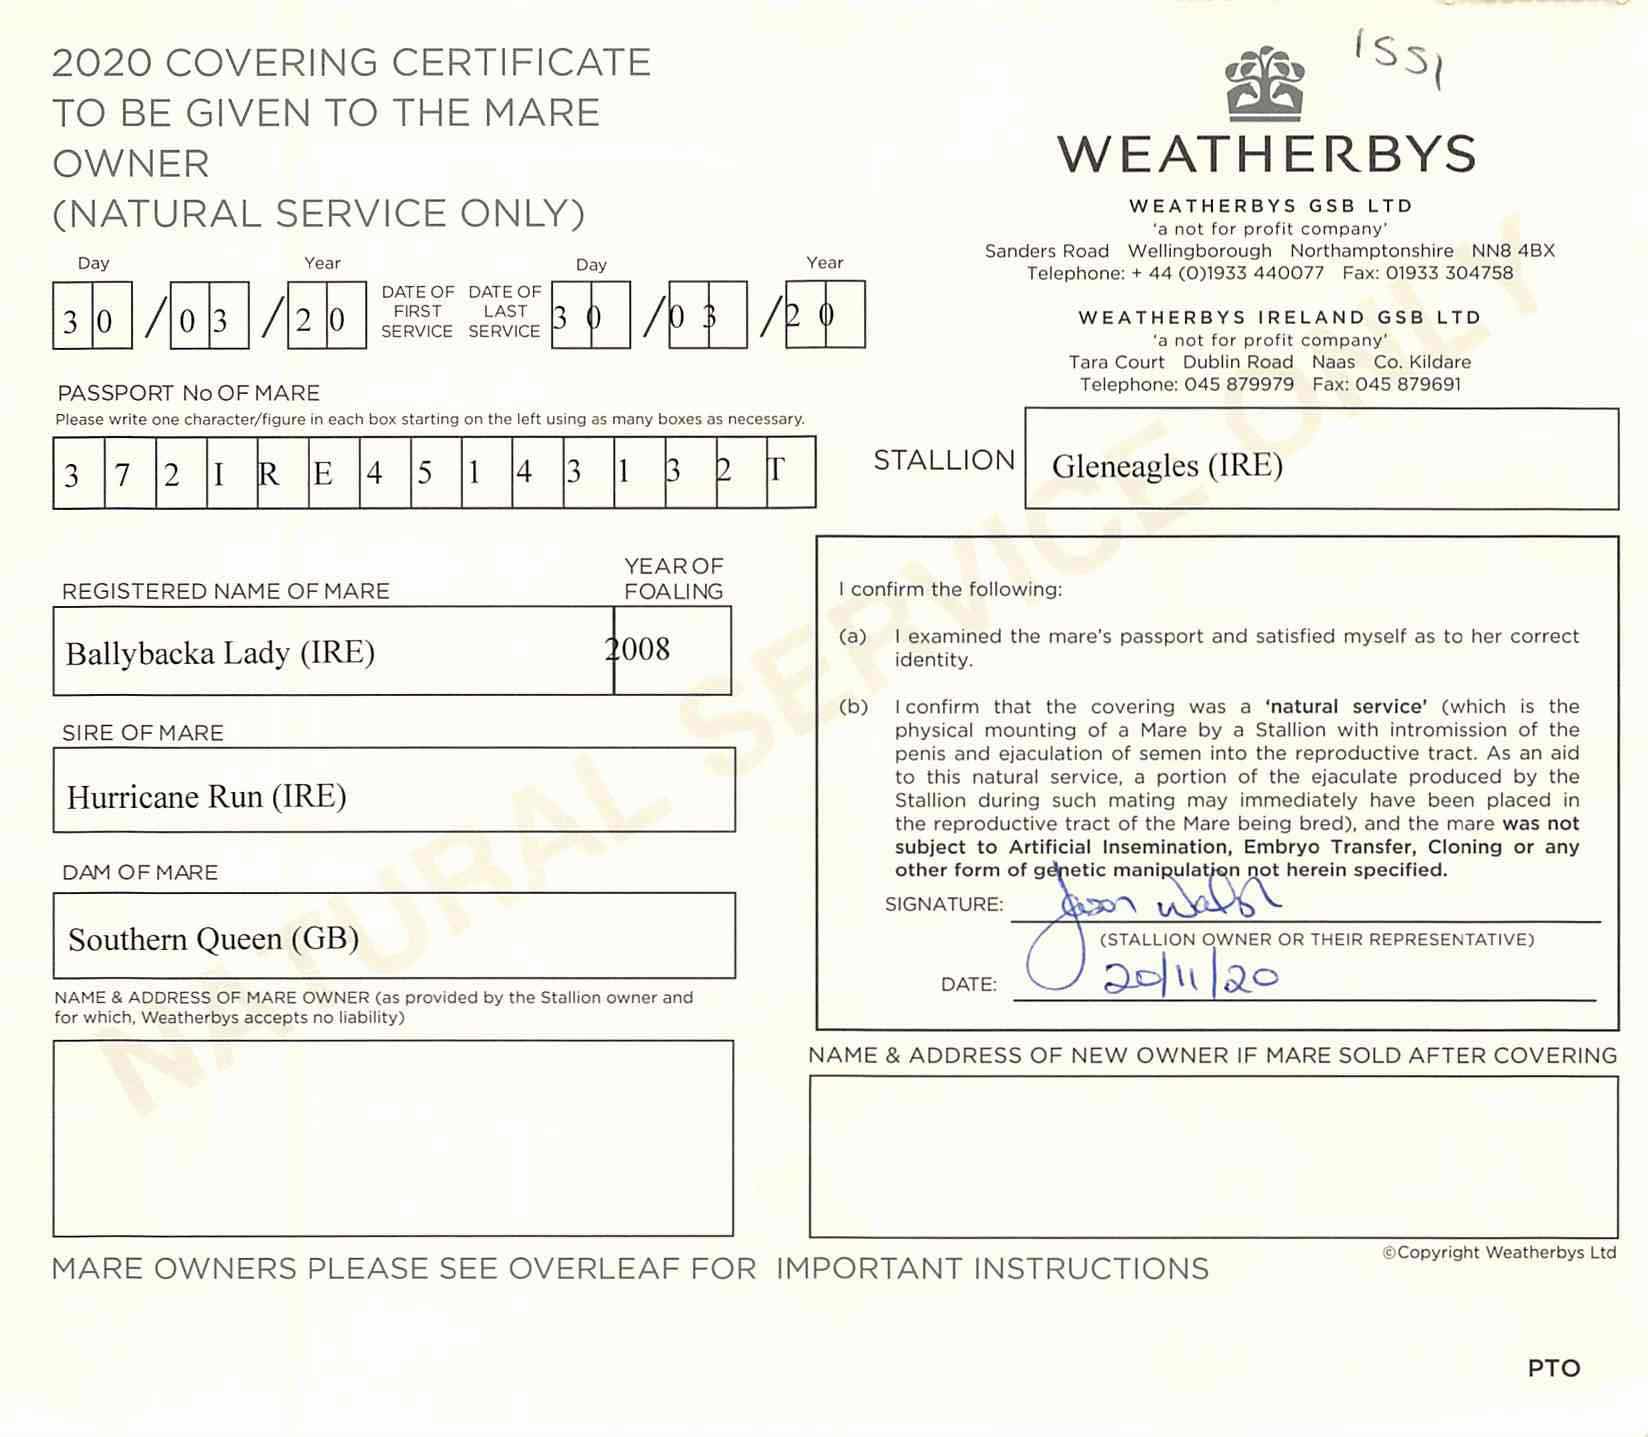 1551
2020 COVERING CERTIFICATE
TO BE GIVEN TO THE MARE
OWNER
(NATURAL SERVICE ONLY)
WEATHERBYS
WEATHERBYS GSB LTD
'a not for profit company'
Sanders Road Wellingborough Northamptonshire NN8 4BX
Telephone: + 44 (0)1933 440077 Fax: 01933 304758
WEATHERBYS IRELAND GSB LTD
'a not for profit company'
Tara Court Dublin Road Naas Co. Kildare
Telephone: 045 879979 Fax: 045 879691
Day Year Day Year
30/03/20 DATE OF FIRST SERVICE DATE OF LAST SERVICE 30/03/20
PASSPORT No OF MARE
Please write one character/figure in each box starting on the left using as many boxes as necessary.
372IRE45143132T
STALLION Gleneagles (IRE)
REGISTERED NAME OF MARE YEAR OF FOALING
Ballybacka Lady (IRE) 2008
SIRE OF MARE
Hurricane Run (IRE)
DAM OF MARE
Southern Queen (GB)
NAME & ADDRESS OF MARE OWNER (as provided by the Stallion owner and
for which, Weatherbys accepts no liability)
I confirm the following:
(a) I examined the mare's passport and satisfied myself as to her correct
identity.
(b) I confirm that the covering was a 'natural service' (which is the
physical mounting of a Mare by a Stallion with intromission of the
penis and ejaculation of semen into the reproductive tract. As an aid
to this natural service, a portion of the ejaculate produced by the
Stallion during such mating may immediately have been placed in
the reproductive tract of the Mare being bred), and the mare was not
subject to Artificial Insemination, Embryo Transfer, Cloning or any
other form of genetic manipulation not herein specified.
SIGNATURE: Jason Walsh
(STALLION OWNER OR THEIR REPRESENTATIVE)
DATE: 20/11/20
NAME & ADDRESS OF NEW OWNER IF MARE SOLD AFTER COVERING
©Copyright Weatherbys Ltd
MARE OWNERS PLEASE SEE OVERLEAF FOR IMPORTANT INSTRUCTIONS
PTO
NATURAL SERVICE ONLY